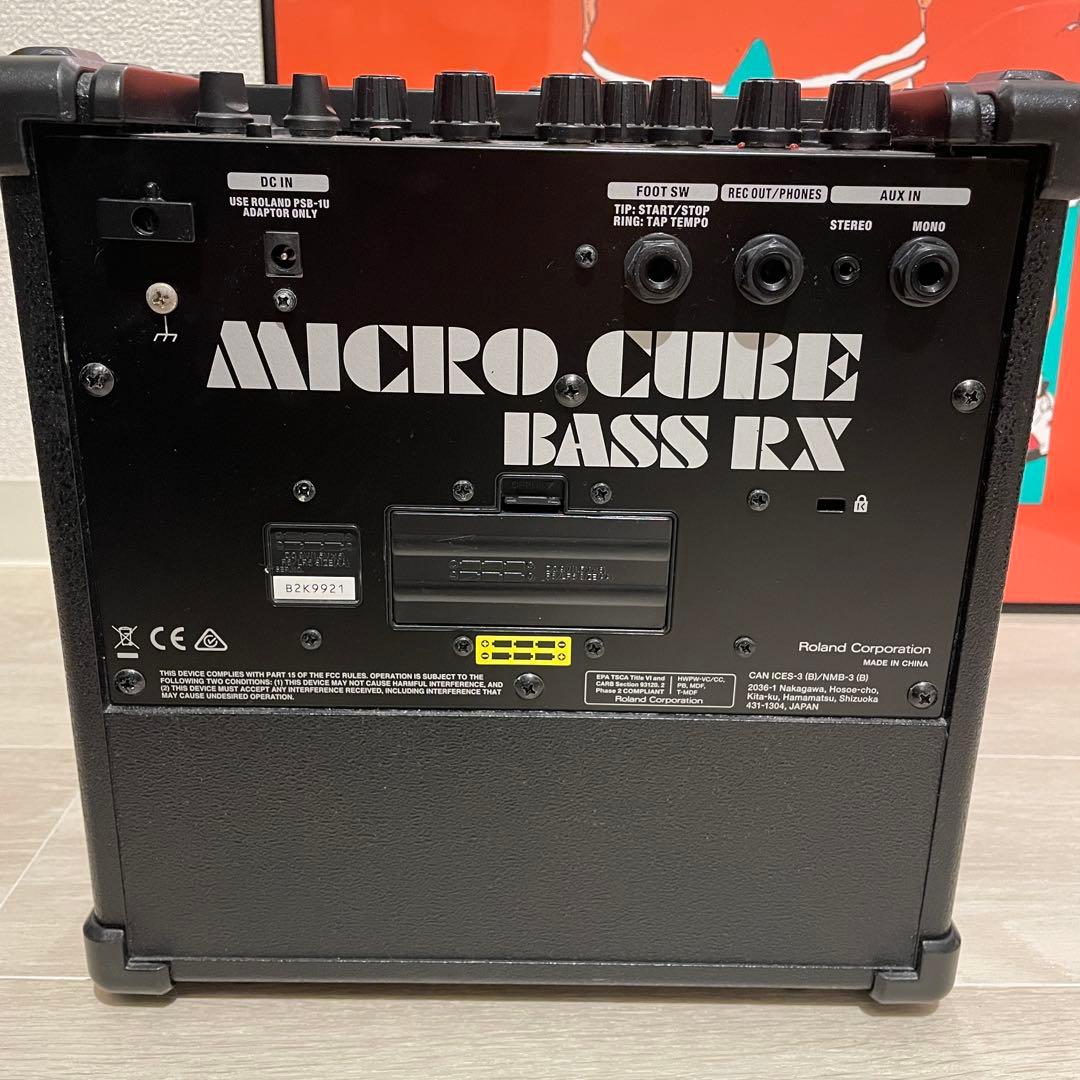 DC IN
USE ROLAND PSB-1U
ADAPTOR ONLY
FOOT SW
TIP: START/STOP
RING: TAP TEMPO
REC OUT/PHONES
AUX IN
STEREO
MONO
MICRO CUBE
BASS RX
K
B2K9921
CE
Roland Corporation
MADE IN CHINA
THIS DEVICE COMPLIES WITH PART 15 OF THE FCC RULES. OPERATION IS SUBJECT TO THE
FOLLOWING TWO CONDITIONS: (1) THIS DEVICE MAY NOT CAUSE HARMFUL INTERFERENCE, AND
(2) THIS DEVICE MUST ACCEPT ANY INTERFERENCE RECEIVED, INCLUDING INTERFERENCE THAT
MAY CAUSE UNDESIRED OPERATION.
EPA TSCA Title VI and
CARB Section 93120.2
Phase 2 COMPLIANT
HWPW-VC/CC,
PB, MDF,
T-MDF
Roland Corporation
CAN ICES-3 (B)/NMB-3 (B)
2036-1 Nakagawa, Hosoe-cho,
Kita-ku, Hamamatsu, Shizuoka
431-1304, JAPAN